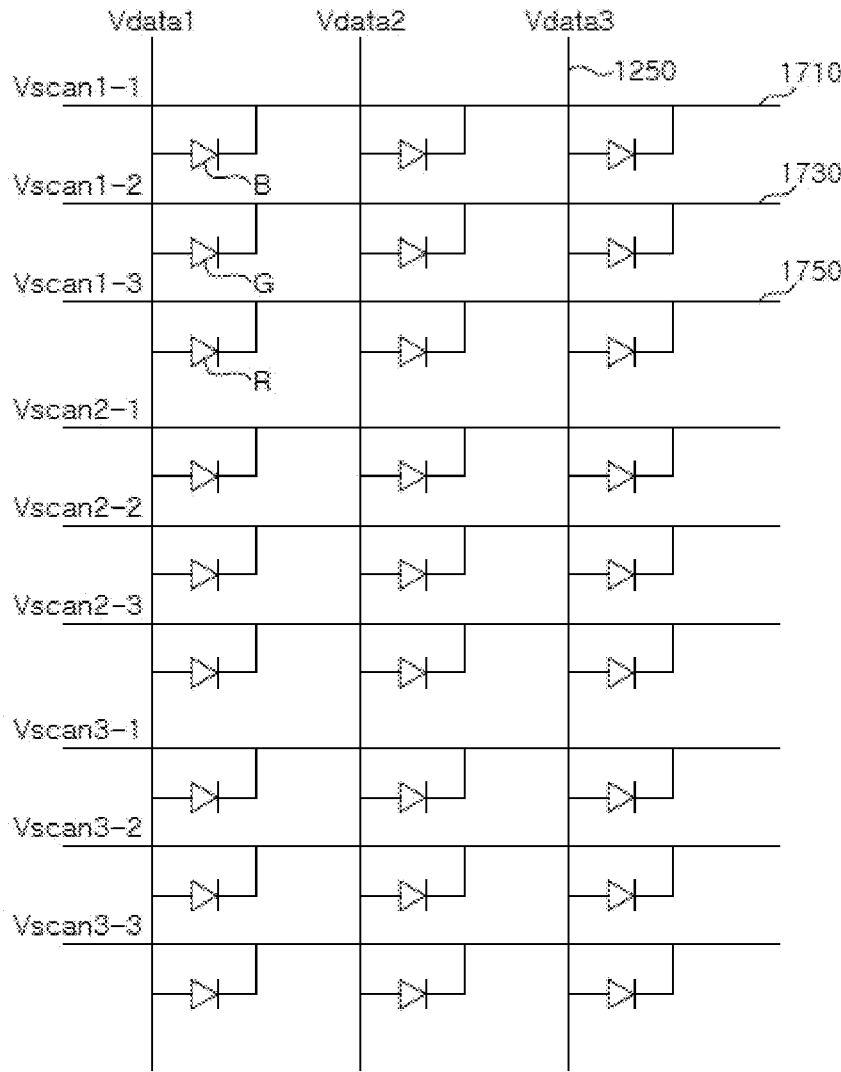 Vdata1 Vdata2 Vdata3
1250
1710
Vscan1-1
B
Vscan1-2
1730
G
Vscan1-3
1750
R
Vscan2-1
Vscan2-2
Vscan2-3
Vscan3-1
Vscan3-2
Vscan3-3